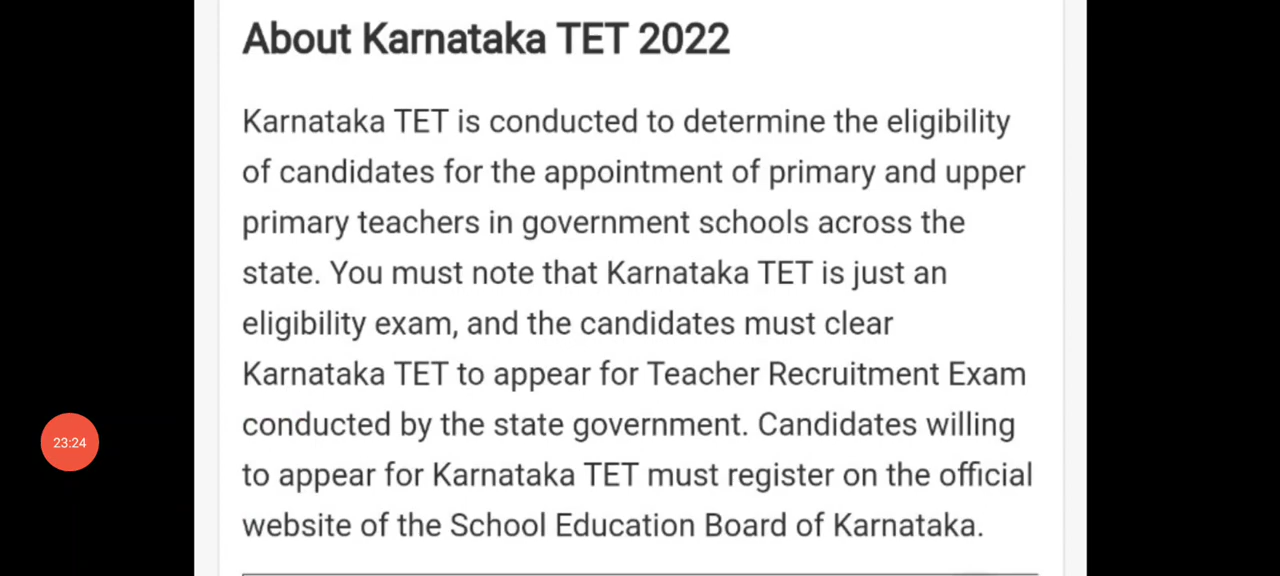 About Karnataka TET 2022
Karnataka TET is conducted to determine the eligibility
of candidates for the appointment of primary and upper
primary teachers in government schools across the
state. You must note that Karnataka TET is just an
eligibility exam, and the candidates must clear
Karnataka TET to appear for Teacher Recruitment Exam
conducted by the state government. Candidates willing
to appear for Karnataka TET must register on the official
website of the School Education Board of Karnataka.
23:24